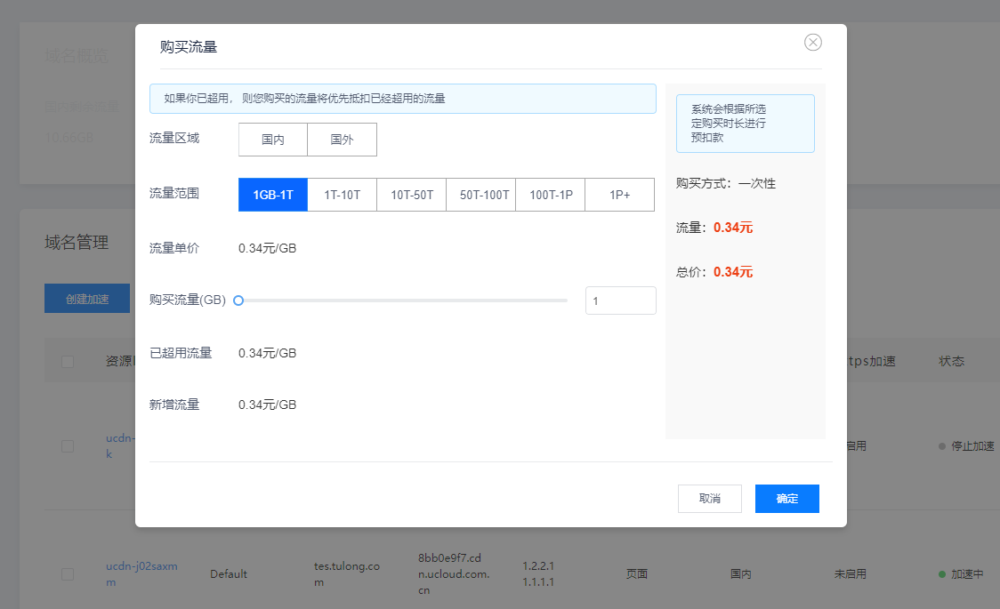 购买流量
域名概览
如果你已超用， 则您购买的流量将优先抵扣已经超用的流量
系统会根据所选
定购买时长进行
预扣款
流量区域
国内
国外
10.86GB
购买方式：一次性
流量范围
1GB-1T
1T-10T
10T-50T
50T-100T
100T-1P
1P+
流量：0.34元
域名管理
流量单价
0.34元/GB
总价：0.34元
创建加速
购买流量(GB)
1
已超用流量
0.34元/GB
资源
tps加速
状态
新增流量
0.34元/GB
ucdn-
k
启用
停止加速
取消
确定
ucdn-j02saxm
m
Default
tes.tulong.co
m
8bb0e9f7.cd
n.ucloud.com.
cn
1.2.2.1
1.1.1.1
页面
国内
未启用
加速中